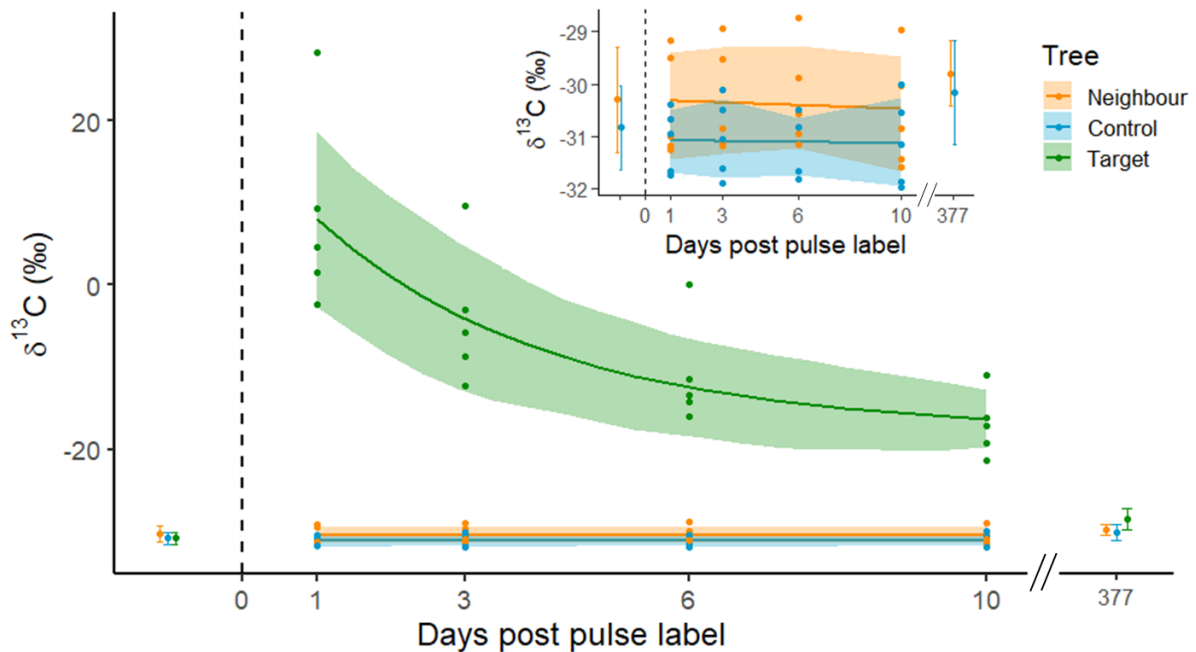 δ¹³C (‰)
20
0
-20
0
1
3
6
10
377
Days post pulse label
δ¹³C (‰)
-29
-30
-31
-32
0
1
3
6
10
377
Days post pulse label
Tree
Neighbour
Control
Target